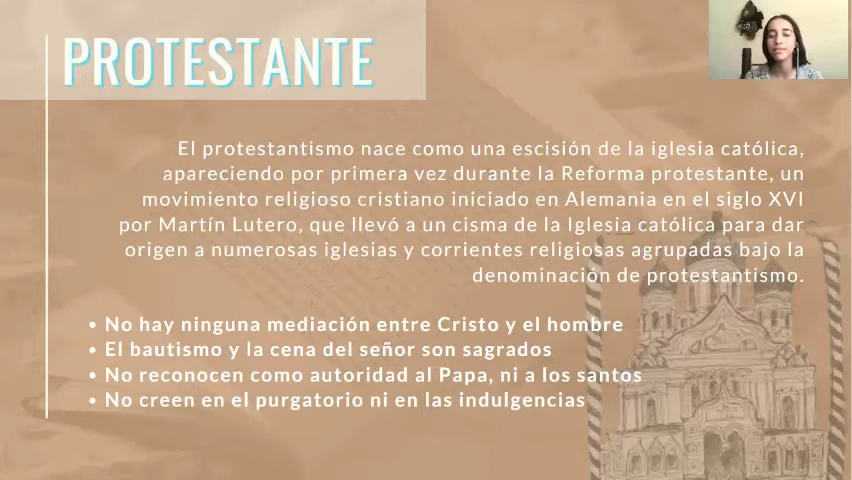 PROTESTANTE
El protestantismo nace como una escisión de la iglesia católica,
apareciendo por primera vez durante la Reforma protestante, un
movimiento religioso cristiano iniciado en Alemania en el siglo XVI
por Martín Lutero, que llevó a un cisma de la Iglesia católica para dar
origen a numerosas iglesias y corrientes religiosas agrupadas bajo la
denominación de protestantismo.
• No hay ninguna mediación entre Cristo y el hombre
• El bautismo y la cena del señor son sagrados
• No reconocen como autoridad al Papa, ni a los santos
• No creen en el purgatorio ni en las indulgencias